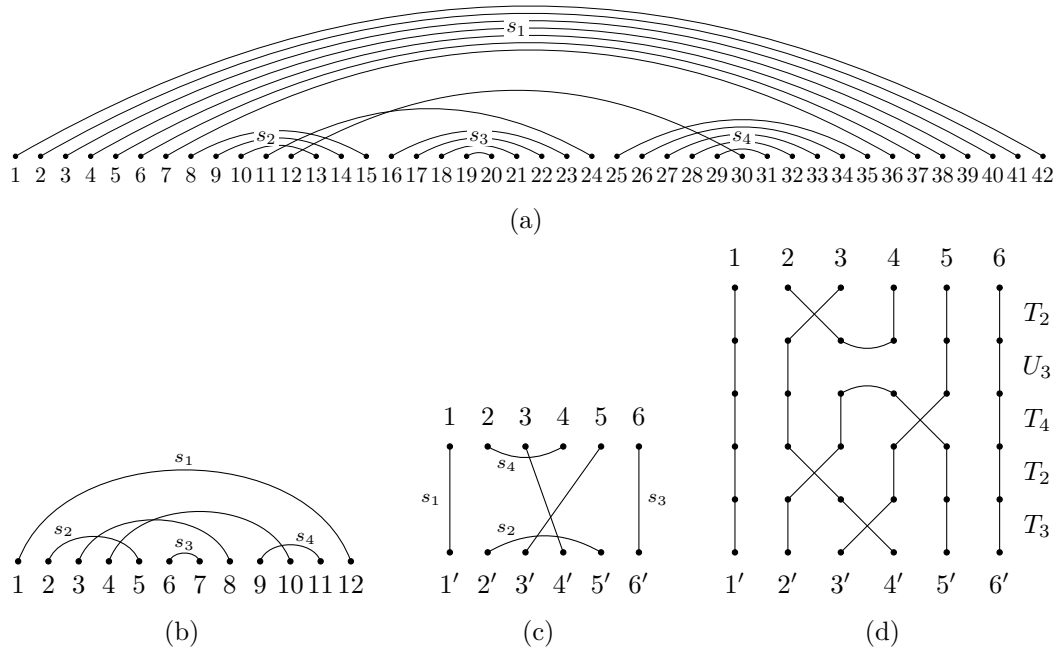 s₁
s₂ s₃ s₄
1 2 3 4 5 6 7 8 9 10 11 12 13 14 15 16 17 18 19 20 21 22 23 24 25 26 27 28 29 30 31 32 33 34 35 36 37 38 39 40 41 42
(a)
s₁
s₂ s₃ s₄
1 2 3 4 5 6 7 8 9 10 11 12
(b)
1 2 3 4 5 6
s₄
s₁ s₃
s₂
1′ 2′ 3′ 4′ 5′ 6′
(c)
1 2 3 4 5 6
T₂
U₃
T₄
T₂
T₃
1′ 2′ 3′ 4′ 5′ 6′
(d)